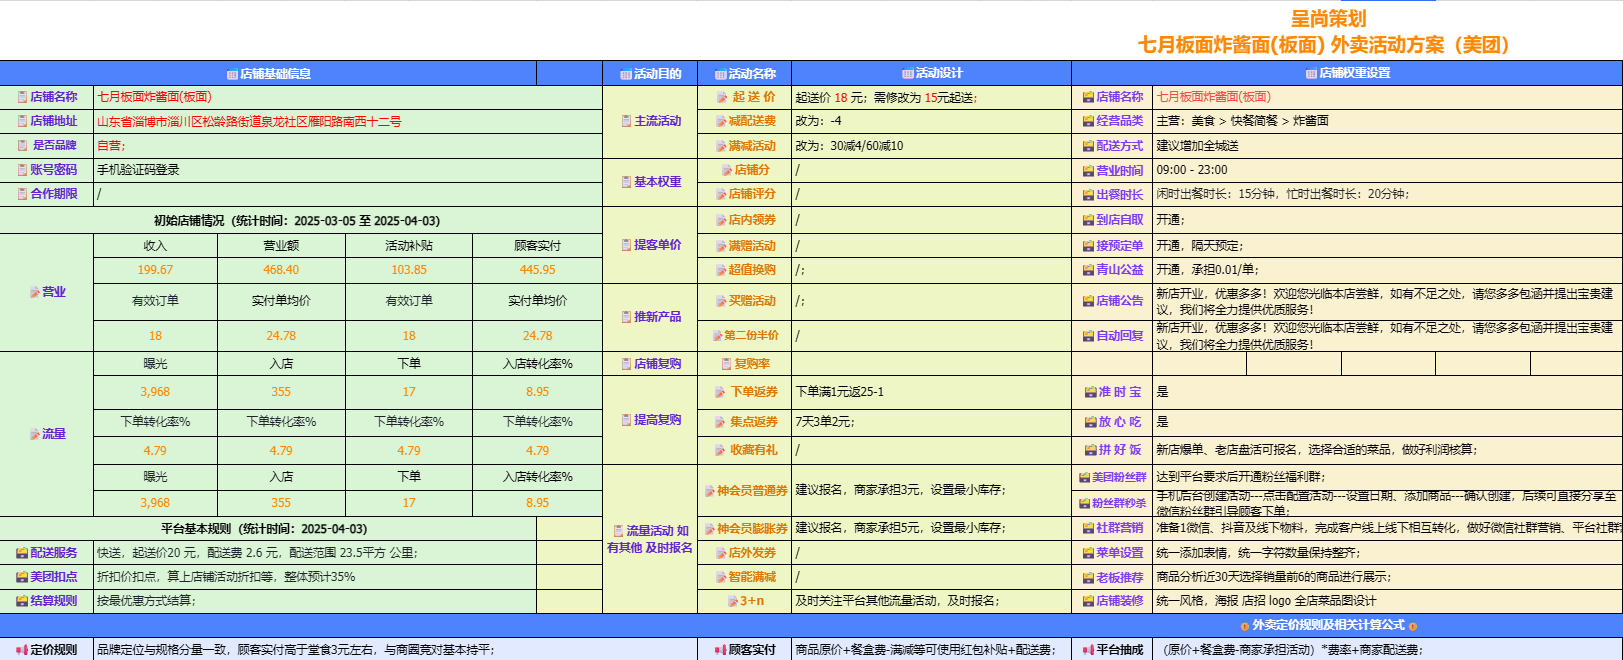 呈尚策划
七月板面炸酱面(板面) 外卖活动方案（美团）
店铺基础信息 活动目的 活动名称 活动设计 店铺权重设置
店铺名称 七月板面炸酱面(板面) 主流活动 起 送 价 起送价 18 元；需修改为 15元起送; 店铺名称 七月板面炸酱面(板面)
店铺地址 山东省淄博市淄川区松龄路街道泉龙社区雁阳路南西十二号 减配送费 改为：-4 经营品类 主营：美食 > 快餐简餐 > 炸酱面
是否品牌 自营; 满减活动 改为：30减4/60减10 配送方式 建议增加全城送
账号密码 手机验证码登录 基本权重 店铺分 / 营业时间 09:00 - 23:00
合作期限 / 店铺评分 / 出餐时长 闲时出餐时长：15分钟，忙时出餐时长：20分钟；
初始店铺情况（统计时间：2025-03-05 至 2025-04-03） 提客单价 店内领券 / 到店自取 开通；
营业 收入 营业额 活动补贴 顾客实付 满赠活动 / 接预定单 开通，隔天预定；
199.67 468.40 103.85 445.95 超值换购 /; 青山公益 开通，承担0.01/单；
有效订单 实付单均价 有效订单 实付单均价 推新产品 买赠活动 /; 店铺公告 新店开业，优惠多多！欢迎您光临本店尝鲜，如有不足之处，请您多多包涵并提出宝贵建
议，我们将全力提供优质服务！
18 24.78 18 24.78 第二份半价 / 自动回复 新店开业，优惠多多！欢迎您光临本店尝鲜，如有不足之处，请您多多包涵并提出宝贵建
议，我们将全力提供优质服务！
流量 曝光 入店 下单 入店转化率% 店铺复购 复购率
3,968 355 17 8.95 提高复购 下单返券 下单满1元返25-1 准 时 宝 是
下单转化率% 下单转化率% 下单转化率% 下单转化率% 集点返券 7天3单2元; 放 心 吃 是
4.79 4.79 4.79 4.79 收藏有礼 / 拼 好 饭 新店爆单、老店盘活可报名，选择合适的菜品，做好利润核算；
曝光 入店 下单 入店转化率% 流量活动 如
有其他 及时报名 神会员普通券 建议报名，商家承担3元，设置最小库存； 美团粉丝群 达到平台要求后开通粉丝福利群；
3,968 355 17 8.95 粉丝群秒杀 手机后台创建活动---点击配置活动---设置日期、添加商品---确认创建，后续可直接分享至
微信粉丝群引导顾客下单；
平台基本规则（统计时间：2025-04-03） 神会员膨胀券 建议报名，商家承担5元，设置最小库存； 社群营销 准备1微信、抖音及线下物料，完成客户线上线下相互转化，做好微信社群营销、平台社群
配送服务 快送，起送价20 元，配送费 2.6 元，配送范围 23.5平方 公里； 店外发券 / 菜单设置 统一添加表情，统一字符数量保持整齐；
美团扣点 折扣价扣点，算上店铺活动折扣等，整体预计35% 智能满减 / 老板推荐 商品分析近30天选择销量前6的商品进行展示；
结算规则 按最优惠方式结算； 3+n 及时关注平台其他流量活动，及时报名； 店铺装修 统一风格，海报 店招 logo 全店菜品图设计
外卖定价规则及相关计算公式
定价规则 品牌定位与规格分量一致，顾客实付高于堂食3元左右，与商圈竞对基本持平； 顾客实付 商品原价+餐盒费-满减等可使用红包补贴+配送费； 平台抽成 （原价+餐盒费-商家承担活动）*费率+商家配送费；